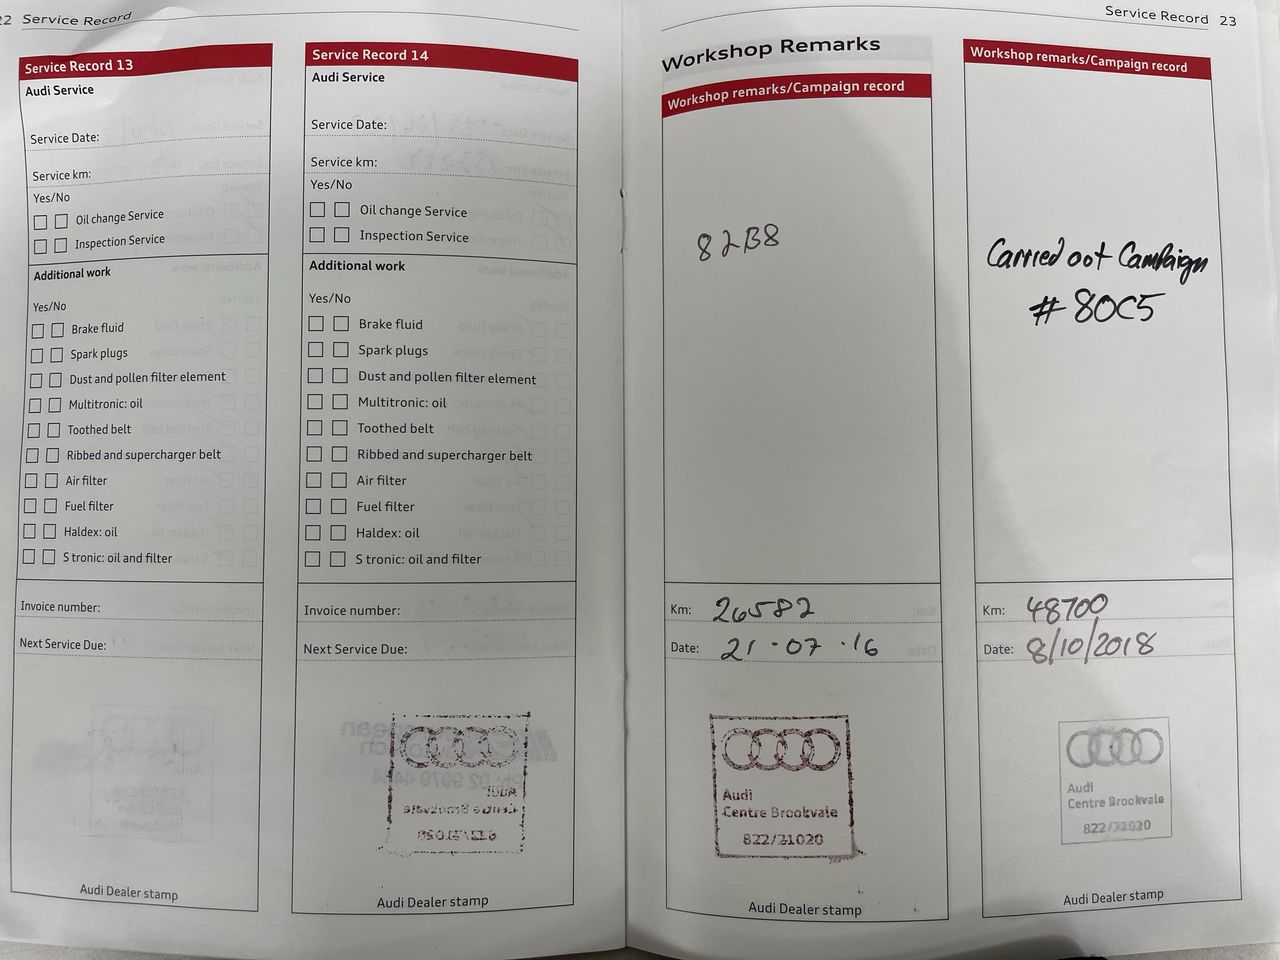 22 Service Record
Service Record 13
Audi Service
Service Date:
Service km:
Yes/No
Oil change Service
Inspection Service
Additional work
Yes/No
Brake fluid
Spark plugs
Dust and pollen filter element
Multitronic: oil
Toothed belt
Ribbed and supercharger belt
Air filter
Fuel filter
Haldex: oil
S tronic: oil and filter
Invoice number:
Next Service Due:
Audi Dealer stamp
Service Record 14
Audi Service
Service Date:
Service km:
Yes/No
Oil change Service
Inspection Service
Additional work
Yes/No
Brake fluid
Spark plugs
Dust and pollen filter element
Multitronic: oil
Toothed belt
Ribbed and supercharger belt
Air filter
Fuel filter
Haldex: oil
S tronic: oil and filter
Invoice number:
Next Service Due:
Audi Dealer stamp
Service Record 23
Workshop Remarks
Workshop remarks/Campaign record
82B8
Km: 26582
Date: 21·07·16
Audi
Centre Brookvale
822/21020
Audi Dealer stamp
Workshop remarks/Campaign record
Carried out Campaign
#80C5
Km: 48700
Date: 8/10/2018
Audi
Centre Brookvale
822/21020
Audi Dealer stamp